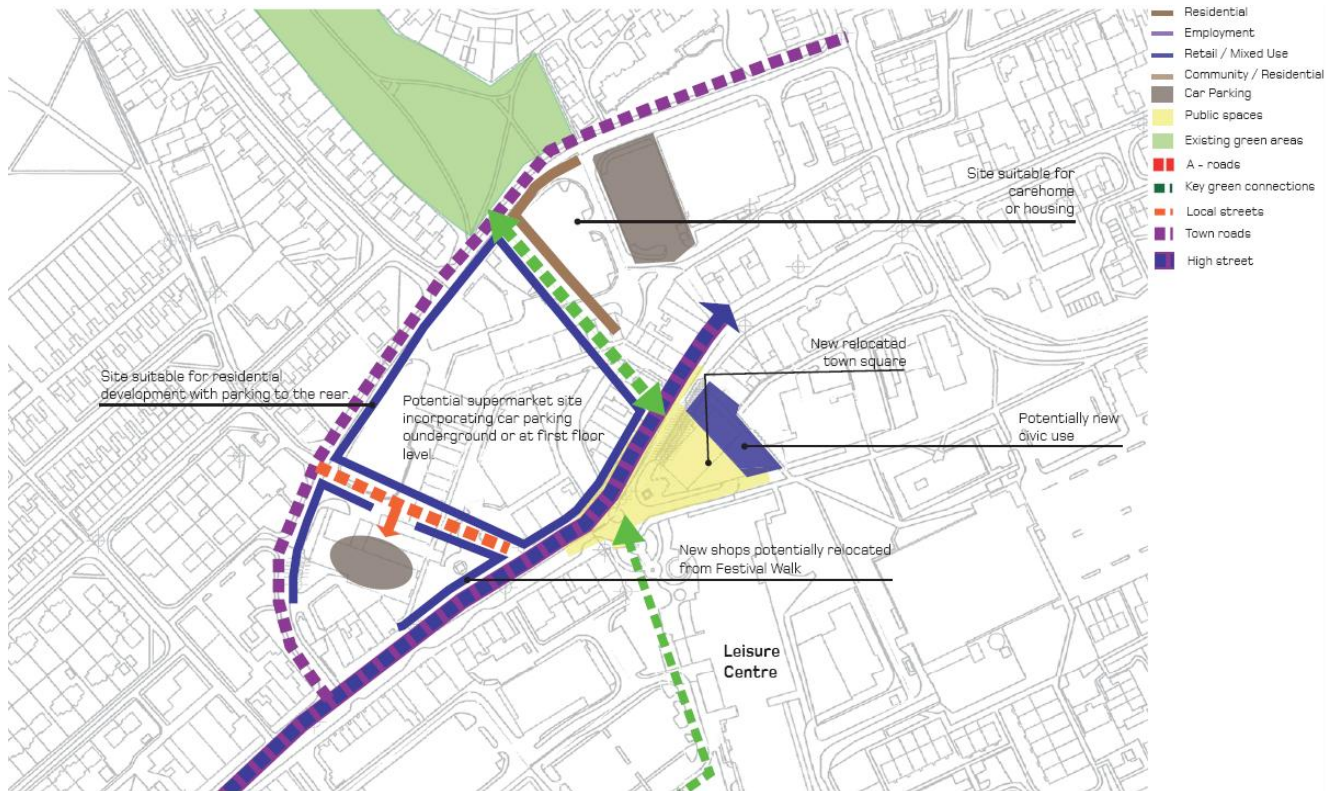 Residential
Employment
Retail / Mixed Use
Community / Residential
Car Parking
Public spaces
Existing green areas
A - roads
Key green connections
Local streets
Town roads
High street
Site suitable for
carehome
or housing
New relocated
town square
Site suitable for residential
development with parking to the rear.
Potential supermarket site
incorporating car parking
ounderground or at first floor
level.
Potentially new
civic use
New shops potentially relocated
from Festival Walk
Leisure
Centre